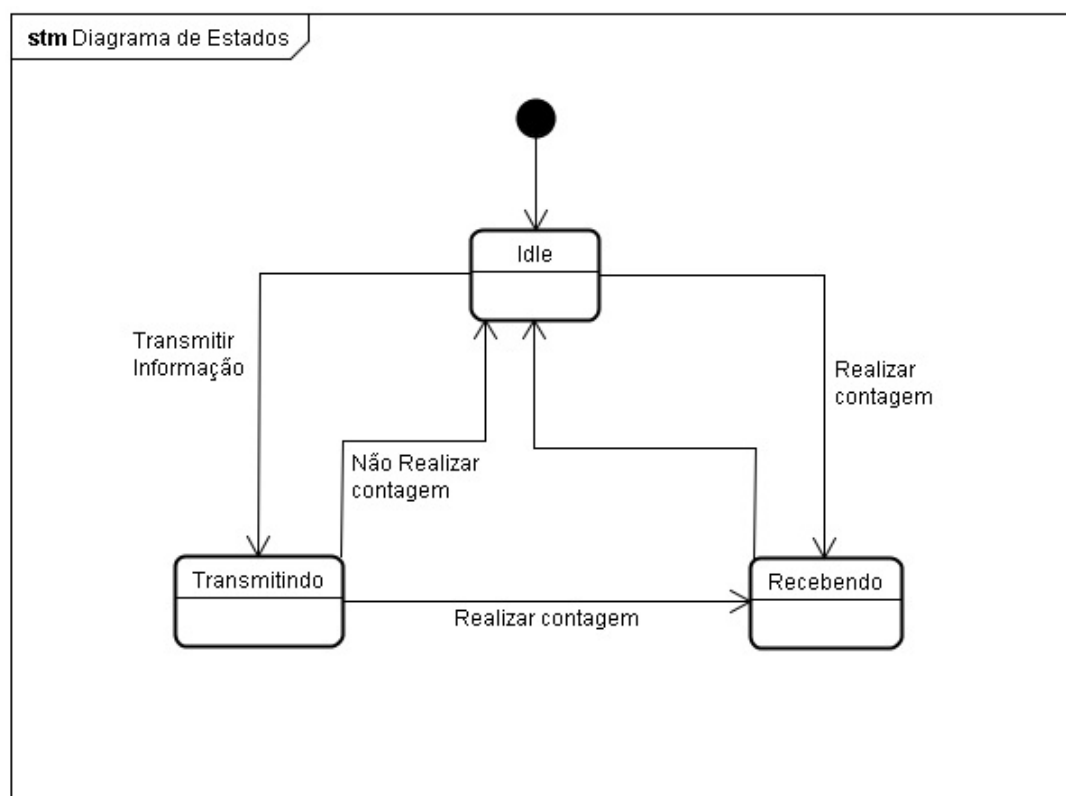 stm Diagrama de Estados
Idle
Transmitir
Informação
Realizar
contagem
Não Realizar
contagem
Transmitindo
Recebendo
Realizar contagem